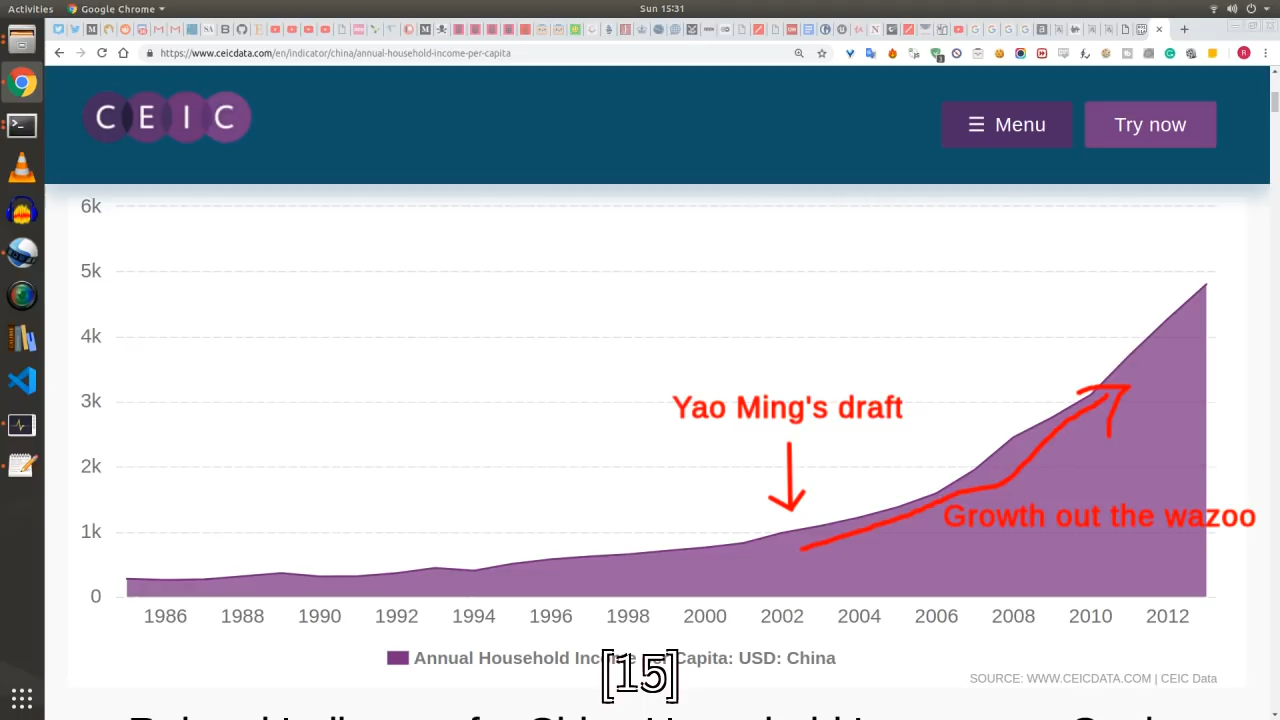 Activities Google Chrome Sun 15:31
https://www.ceicdata.com/en/indicator/china/annual-household-income-per-capita
CEIC
☰ Menu
Try now
6k
5k
4k
3k
2k
1k
0
Yao Ming's draft
Growth out the wazoo
1986 1988 1990 1992 1994 1996 1998 2000 2002 2004 2006 2008 2010 2012
Annual Household Income per Capita: USD: China
[15]
SOURCE: WWW.CEICDATA.COM | CEIC Data